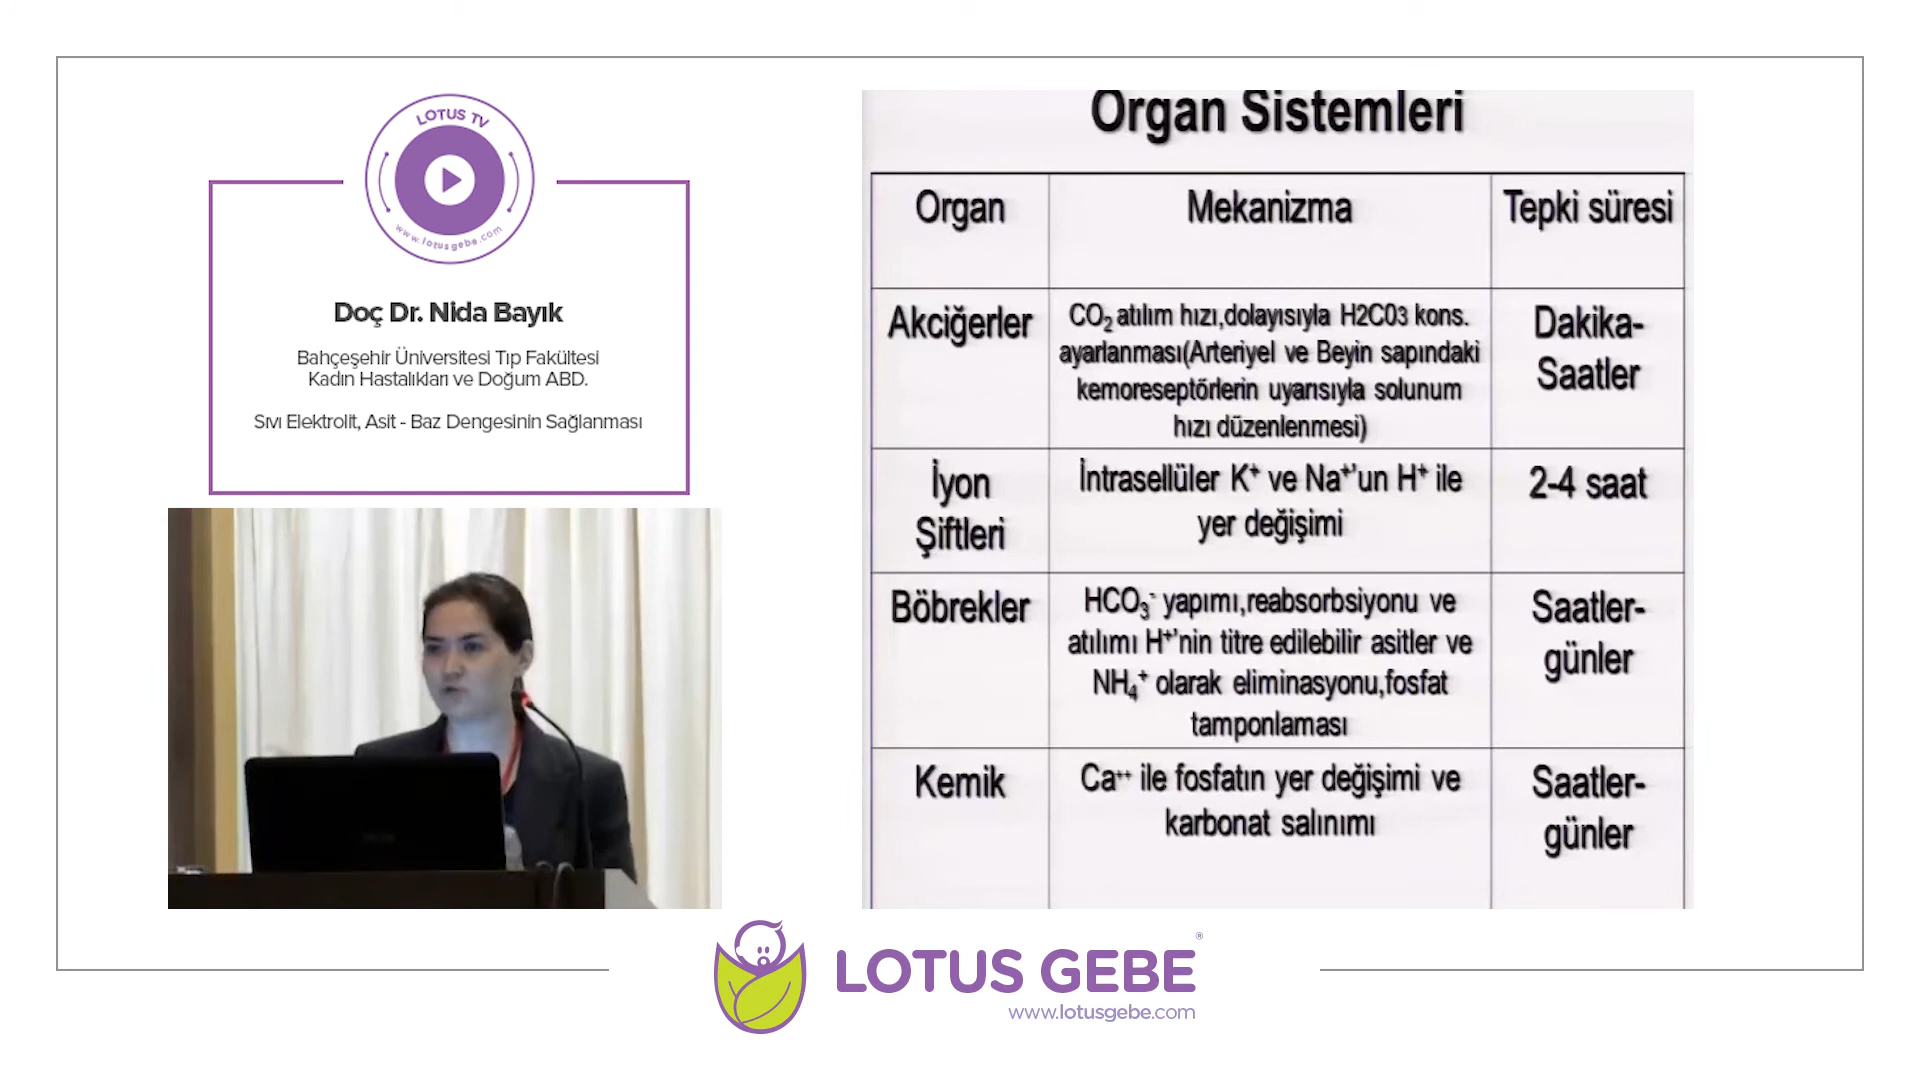 LOTUS TV
www.lotusgebe.com
Doç Dr. Nida Bayık
Bahçeşehir Üniversitesi Tıp Fakültesi
Kadın Hastalıkları ve Doğum ABD.
Sıvı Elektrolit, Asit - Baz Dengesinin Sağlanması
Organ Sistemleri
Organ
Mekanizma
Tepki süresi
Akciğerler
CO₂ atılım hızı,dolayısıyla H2C03 kons.
ayarlanması(Arteriyel ve Beyin sapındaki
kemoreseptörlerin uyarısıyla solunum
hızı düzenlenmesi)
Dakika-
Saatler
İyon
Şiftleri
İntrasellüler K⁺ ve Na⁺'un H⁺ ile
yer değişimi
2-4 saat
Böbrekler
HCO₃⁻ yapımı,reabsorbsiyonu ve
atılımı H⁺'nin titre edilebilir asitler ve
NH₄⁺ olarak eliminasyonu,fosfat
tamponlaması
Saatler-
günler
Kemik
Ca⁺⁺ ile fosfatın yer değişimi ve
karbonat salınımı
Saatler-
günler
LOTUS GEBE®
www.lotusgebe.com